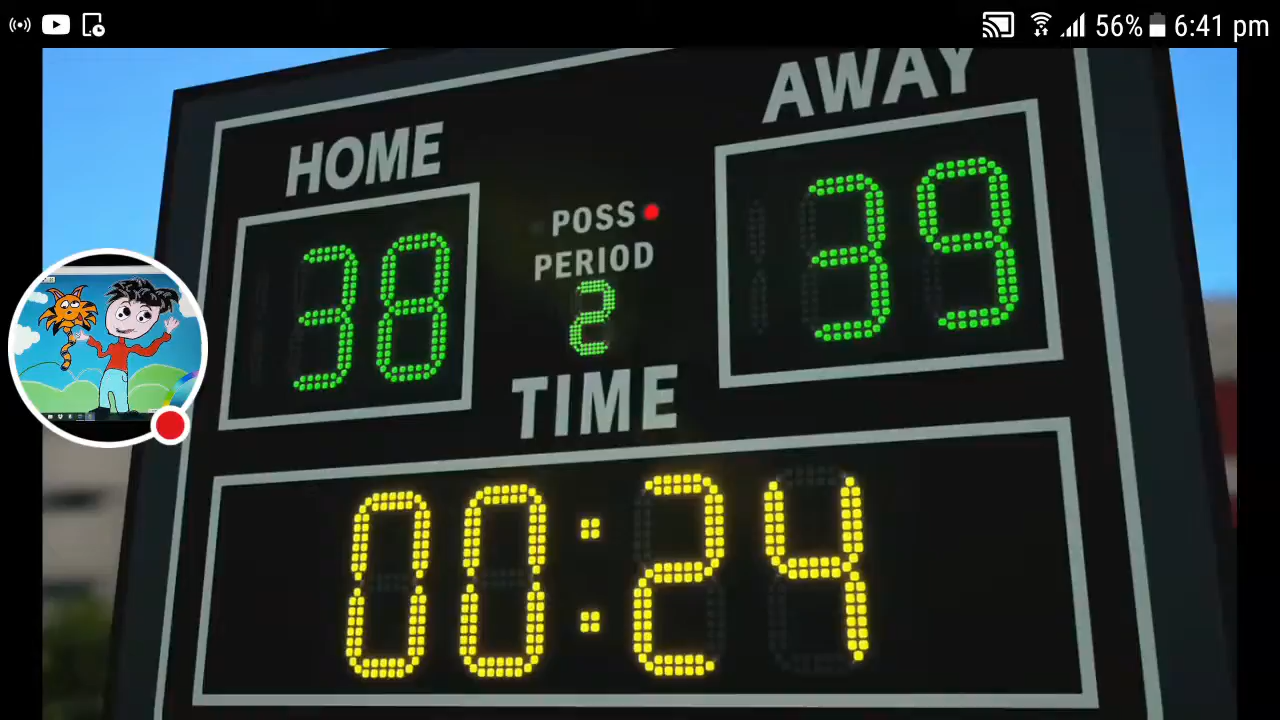 56% 6:41 pm
HOME AWAY
38 39
POSS
PERIOD
2
TIME
00:24